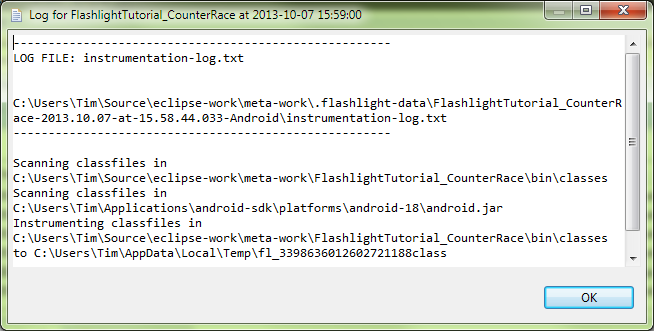 Log for FlashlightTutorial_CounterRace at 2013-10-07 15:59:00
--------------------------------------------------
LOG FILE: instrumentation-log.txt
C:\Users\Tim\Source\eclipse-work\meta-work\.flashlight-data\FlashlightTutorial_CounterR
ace-2013.10.07-at-15.58.44.033-Android\instrumentation-log.txt
--------------------------------------------------
Scanning classfiles in
C:\Users\Tim\Source\eclipse-work\meta-work\FlashlightTutorial_CounterRace\bin\classes
Scanning classfiles in
C:\Users\Tim\Applications\android-sdk\platforms\android-18\android.jar
Instrumenting classfiles in
C:\Users\Tim\Source\eclipse-work\meta-work\FlashlightTutorial_CounterRace\bin\classes
to C:\Users\Tim\AppData\Local\Temp\fl_3398636012602721188class
OK